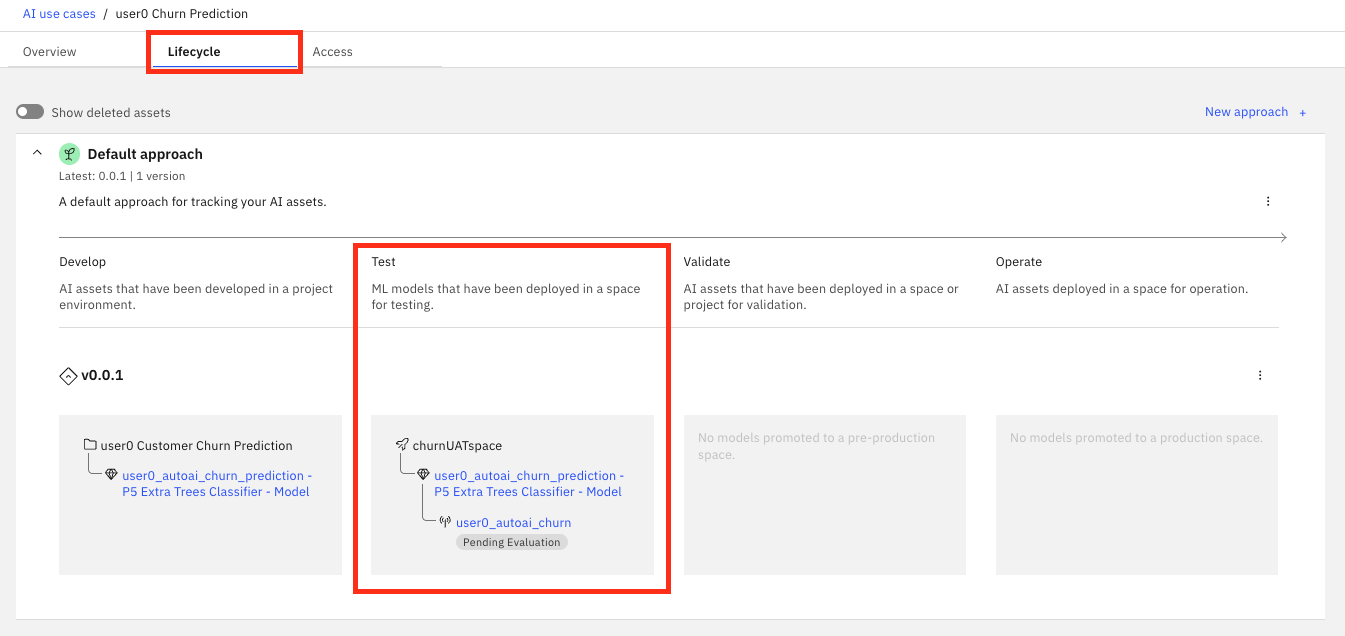 AI use cases / user0 Churn Prediction
Overview
Lifecycle
Access
Show deleted assets
New approach +
Default approach
Latest: 0.0.1 | 1 version
A default approach for tracking your AI assets.
Develop
AI assets that have been developed in a project
environment.
Test
ML models that have been deployed in a space
for testing.
Validate
AI assets that have been deployed in a space or
project for validation.
Operate
AI assets deployed in a space for operation.
v0.0.1
user0 Customer Churn Prediction
user0_autoai_churn_prediction -
P5 Extra Trees Classifier - Model
churnUATspace
user0_autoai_churn_prediction -
P5 Extra Trees Classifier - Model
user0_autoai_churn
Pending Evaluation
No models promoted to a pre-production
space.
No models promoted to a production space.